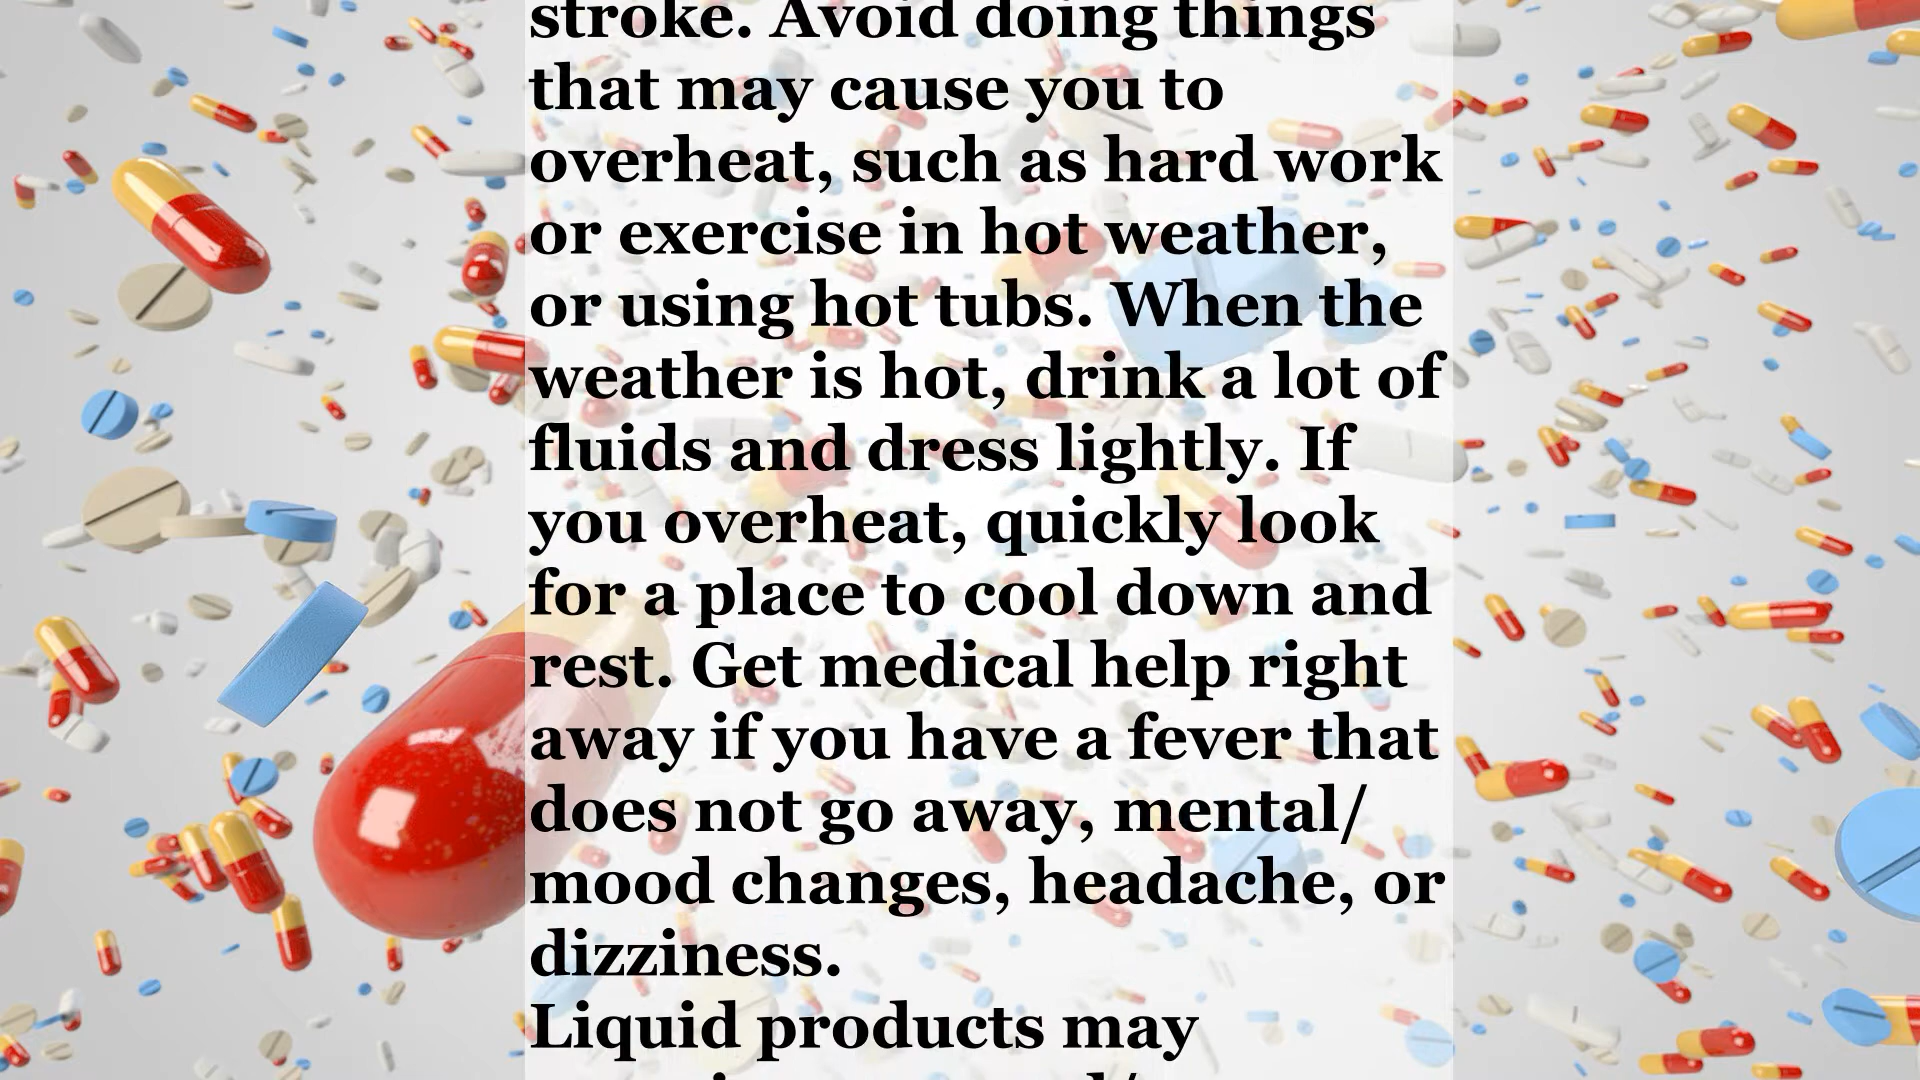 stroke. Avoid doing things
that may cause you to
overheat, such as hard work
or exercise in hot weather,
or using hot tubs. When the
weather is hot, drink a lot of
fluids and dress lightly. If
you overheat, quickly look
for a place to cool down and
rest. Get medical help right
away if you have a fever that
does not go away, mental/
mood changes, headache, or
dizziness.
Liquid products may